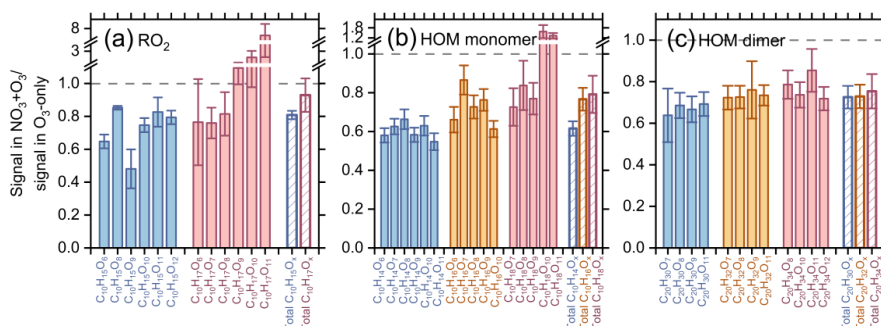 Signal in NO₃+O₃/
signal in O₃-only
(a) RO₂
8
4
3
1.0
0.8
0.6
0.4
0.2
0.0
C₁₀H₁₅O₆
C₁₀H₁₅O₈
C₁₀H₁₅O₉
C₁₀H₁₅O₁₀
C₁₀H₁₅O₁₁
C₁₀H₁₅O₁₂
C₁₀H₁₇O₆
C₁₀H₁₇O₇
C₁₀H₁₇O₈
C₁₀H₁₇O₉
C₁₀H₁₇O₁₀
C₁₀H₁₇O₁₁
Total C₁₀H₁₅Oₓ
Total C₁₀H₁₇Oₓ
(b) HOM monomer
1.8
1.2
1.0
0.8
0.6
0.4
0.2
0.0
C₁₀H₁₄O₆
C₁₀H₁₄O₇
C₁₀H₁₄O₈
C₁₀H₁₄O₉
C₁₀H₁₄O₁₀
C₁₀H₁₄O₁₁
C₁₀H₁₆O₆
C₁₀H₁₆O₇
C₁₀H₁₆O₈
C₁₀H₁₆O₉
C₁₀H₁₆O₁₀
C₁₀H₁₈O₇
C₁₀H₁₈O₈
C₁₀H₁₈O₉
C₁₀H₁₈O₁₀
Total C₁₀H₁₄Oₓ
Total C₁₀H₁₆Oₓ
Total C₁₀H₁₈Oₓ
(c) HOM dimer
1.0
0.8
0.6
0.4
0.2
0.0
C₂₀H₃₀O₇
C₂₀H₃₀O₈
C₂₀H₃₀O₉
C₂₀H₃₀O₁₁
C₂₀H₃₂O₇
C₂₀H₃₂O₈
C₂₀H₃₂O₉
C₂₀H₃₂O₁₁
C₂₀H₃₄O₈
C₂₀H₃₄O₁₀
C₂₀H₃₄O₁₁
C₂₀H₃₄O₁₂
Total C₂₀H₃₀Oₓ
Total C₂₀H₃₂Oₓ
Total C₂₀H₃₄Oₓ